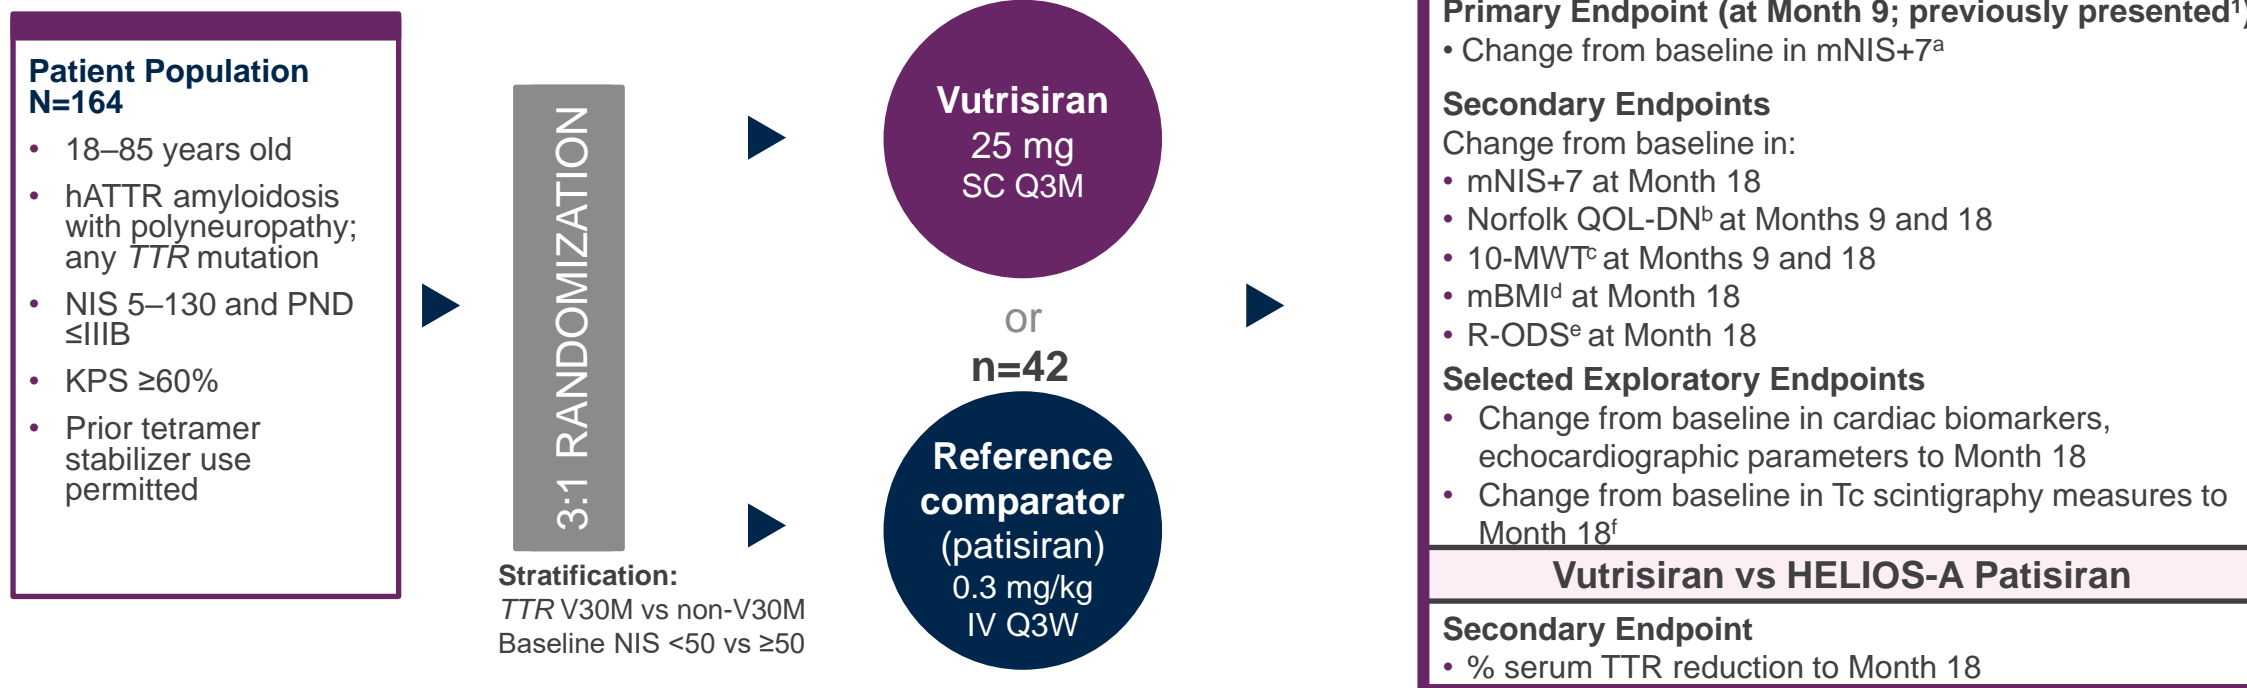 Patient Population
N=164
• 18–85 years old
• hATTR amyloidosis
with polyneuropathy;
any TTR mutation
• NIS 5–130 and PND
≤IIIB
• KPS ≥60%
• Prior tetramer
stabilizer use
permitted
3:1 RANDOMIZATION
Stratification:
TTR V30M vs non-V30M
Baseline NIS <50 vs ≥50
Vutrisiran
25 mg
SC Q3M
or
n=42
Reference
comparator
(patisiran)
0.3 mg/kg
IV Q3W
Primary Endpoint (at Month 9; previously presented¹)
• Change from baseline in mNIS+7ᵃ
Secondary Endpoints
Change from baseline in:
• mNIS+7 at Month 18
• Norfolk QOL-DNᵇ at Months 9 and 18
• 10-MWTᶜ at Months 9 and 18
• mBMIᵈ at Month 18
• R-ODSᵉ at Month 18
Selected Exploratory Endpoints
• Change from baseline in cardiac biomarkers,
echocardiographic parameters to Month 18
• Change from baseline in Tc scintigraphy measures to
Month 18ᶠ
Vutrisiran vs HELIOS-A Patisiran
Secondary Endpoint
• % serum TTR reduction to Month 18